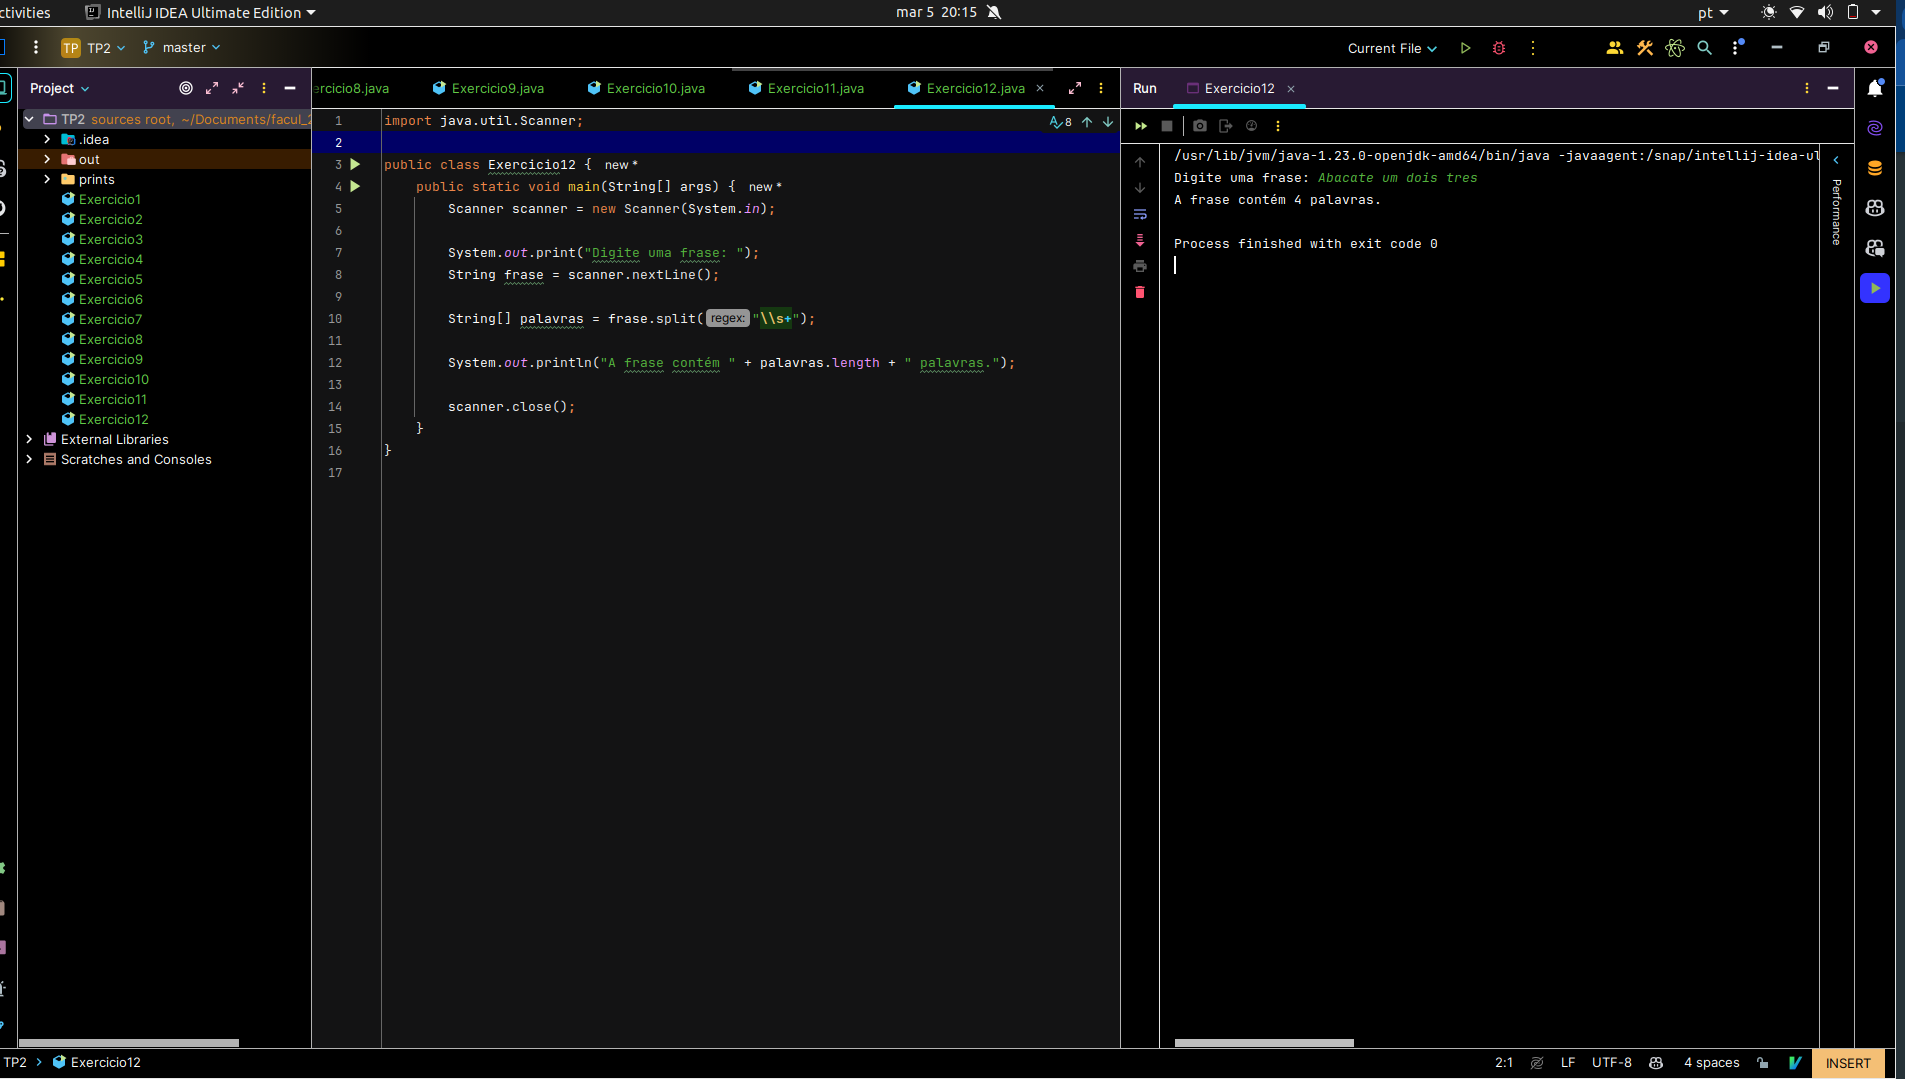 ctivities IntelliJ IDEA Ultimate Edition mar 5 20:15 pt
TP TP2 master Current File
Project
TP2 sources root, ~/Documents/facul_2
.idea
out
prints
Exercicio1
Exercicio2
Exercicio3
Exercicio4
Exercicio5
Exercicio6
Exercicio7
Exercicio8
Exercicio9
Exercicio10
Exercicio11
Exercicio12
External Libraries
Scratches and Consoles
ercicio8.java Exercicio9.java Exercicio10.java Exercicio11.java Exercicio12.java
8
1 import java.util.Scanner;
2
3 public class Exercicio12 { new *
4 public static void main(String[] args) { new *
5 Scanner scanner = new Scanner(System.in);
6
7 System.out.print("Digite uma frase: ");
8 String frase = scanner.nextLine();
9
10 String[] palavras = frase.split( regex: "\\s+");
11
12 System.out.println("A frase contém " + palavras.length + " palavras.");
13
14 scanner.close();
15 }
16 }
17
Run Exercicio12
/usr/lib/jvm/java-1.23.0-openjdk-amd64/bin/java -javaagent:/snap/intellij-idea-ul
Digite uma frase: Abacate um dois tres
A frase contém 4 palavras.
Process finished with exit code 0
Performance
TP2 Exercicio12 2:1 LF UTF-8 4 spaces INSERT